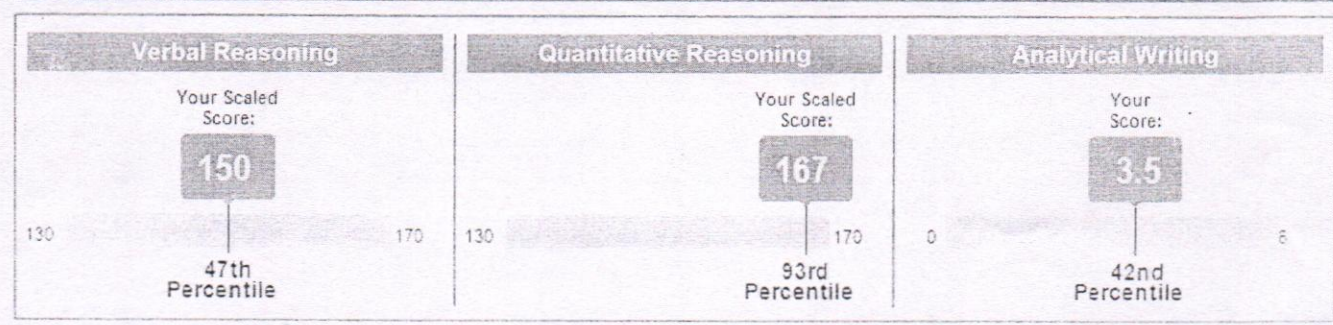 Verbal Reasoning
Your Scaled
Score:
150
130
170
47th
Percentile
Quantitative Reasoning
Your Scaled
Score:
167
130
170
93rd
Percentile
Analytical Writing
Your
Score:
3.5
0
6
42nd
Percentile